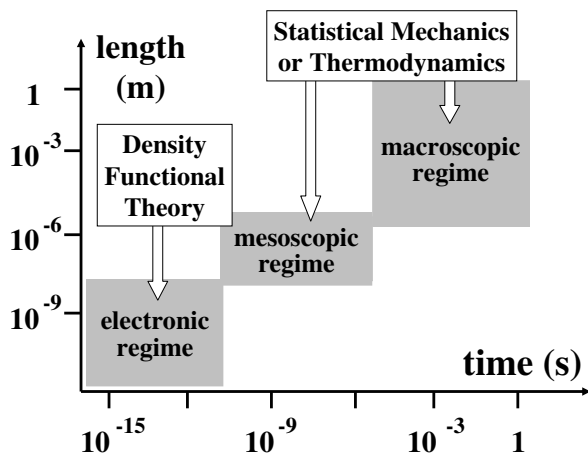 length
(m)
Statistical Mechanics
or Thermodynamics
1
Density
Functional
Theory
10^-3
macroscopic
regime
10^-6
mesoscopic
regime
10^-9
electronic
regime
time (s)
10^-15
10^-9
10^-3
1